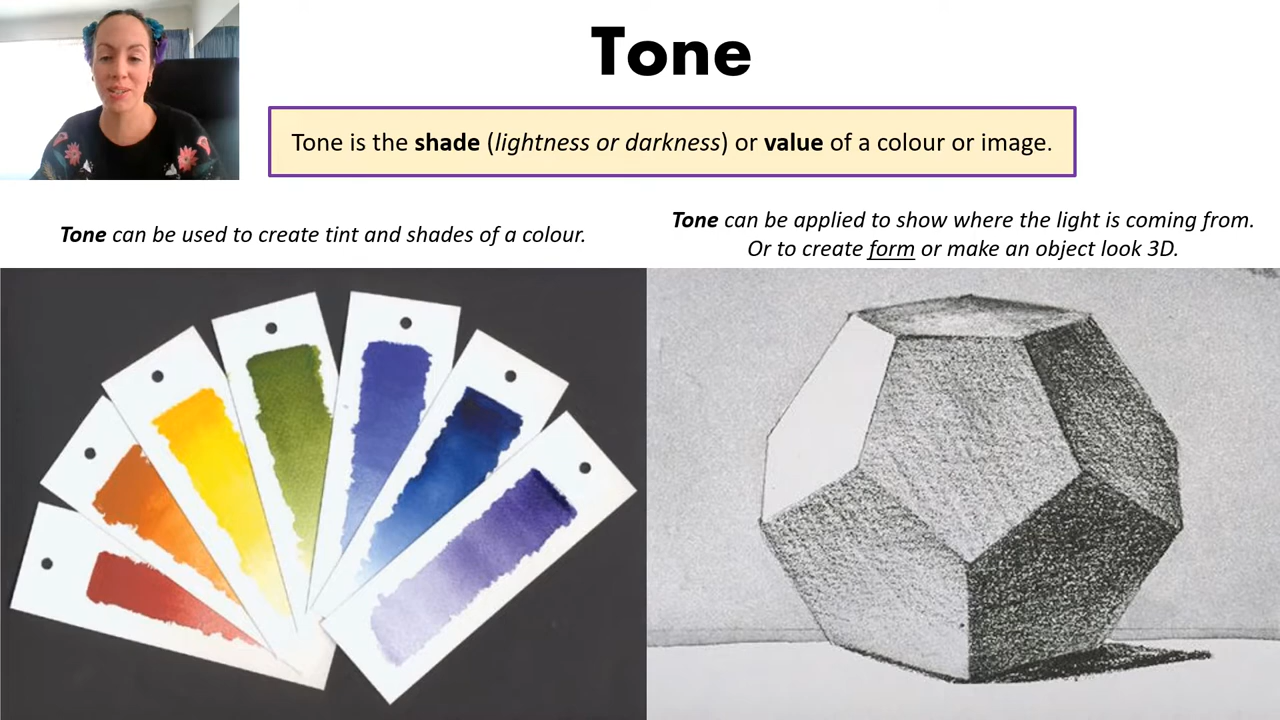 Tone
Tone is the shade (lightness or darkness) or value of a colour or image.
Tone can be used to create tint and shades of a colour.
Tone can be applied to show where the light is coming from.
Or to create form or make an object look 3D.